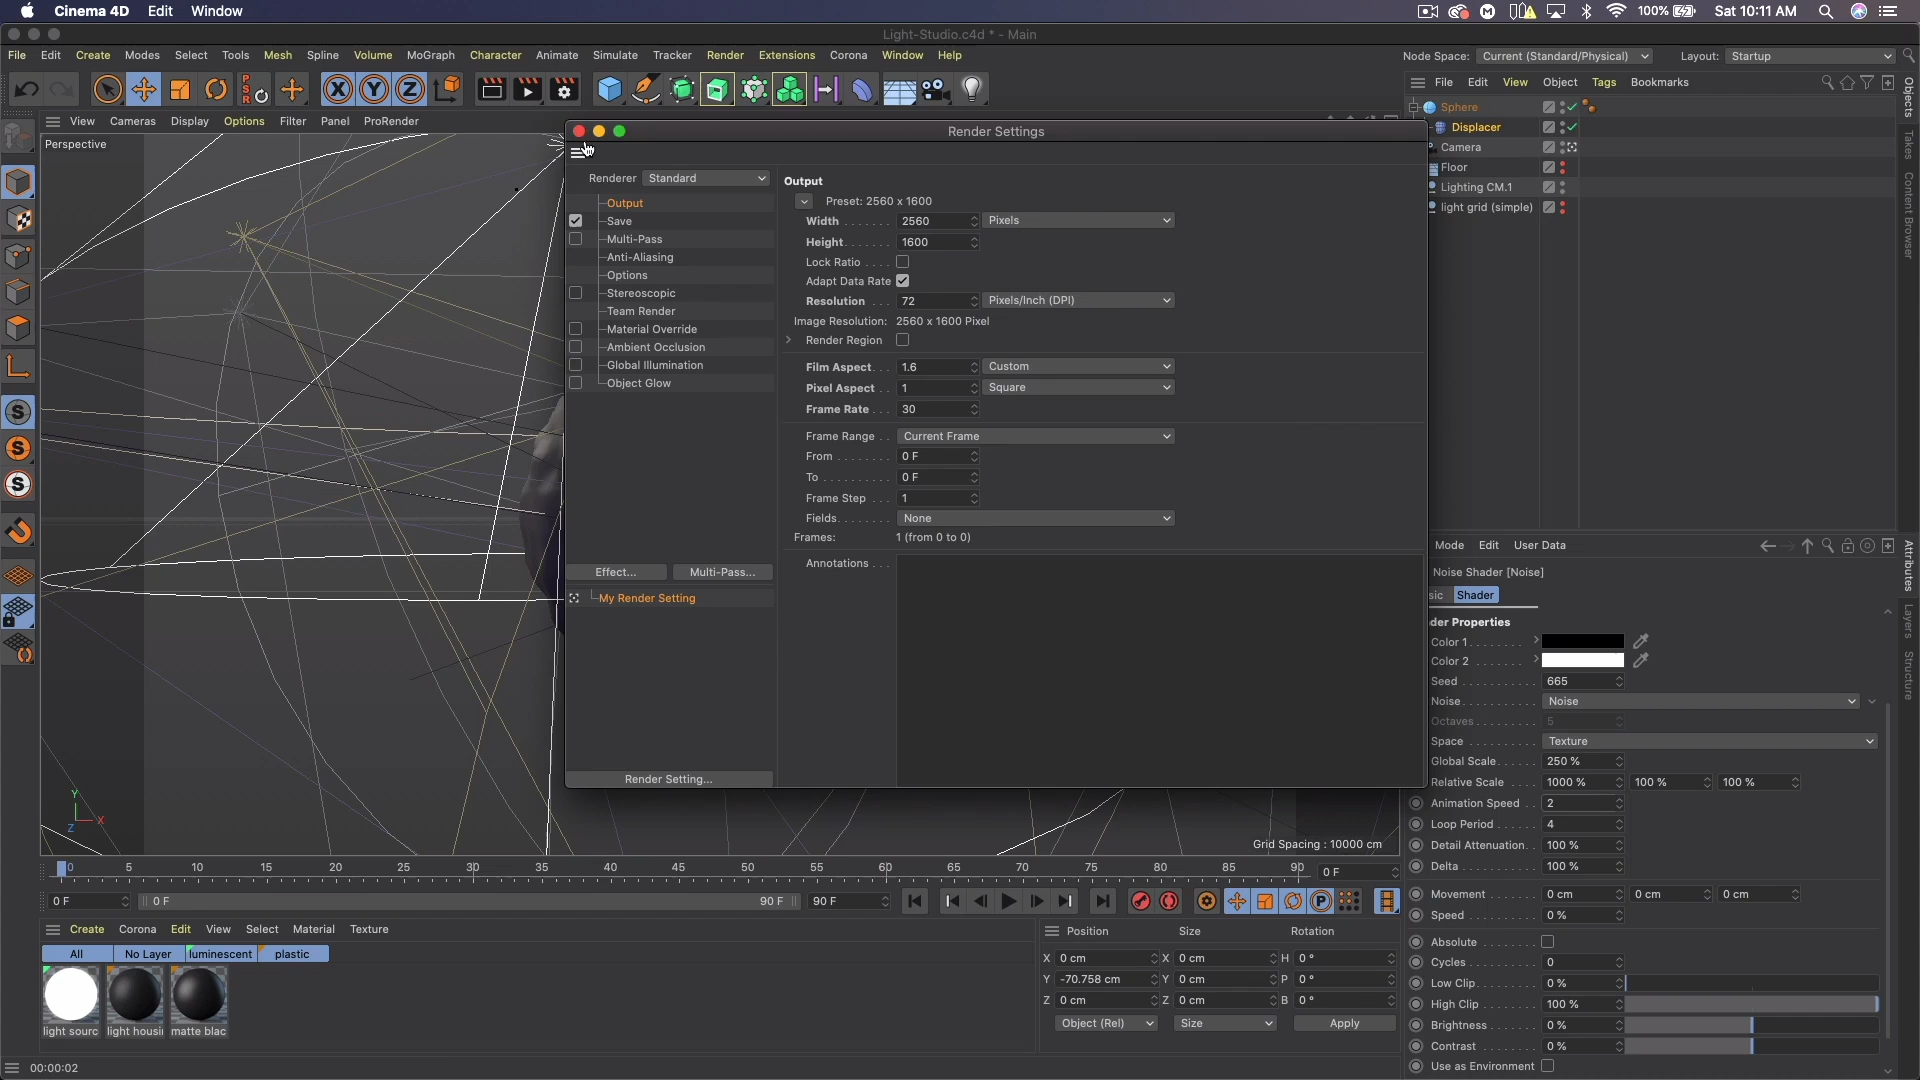 Cinema 4D Edit Window
100% Sat 10:11 AM
Light-Studio.c4d * - Main
File Edit Create Modes Select Tools Mesh Spline Volume MoGraph Character Animate Simulate Tracker Render Extensions Corona Window Help
Node Space: Current (Standard/Physical) Layout: Startup
PSR X Y Z
File Edit View Object Tags Bookmarks
View Cameras Display Options Filter Panel ProRender
Perspective
Sphere
Displacer
Camera
Floor
Lighting CM.1
light grid (simple)
Objects
Takes
Content Browser
Render Settings
Renderer Standard
Output
Save
Multi-Pass
Anti-Aliasing
Options
Stereoscopic
Team Render
Material Override
Ambient Occlusion
Global Illumination
Object Glow
Effect... Multi-Pass...
My Render Setting
Render Setting...
Output
Preset: 2560 x 1600
Width . . . . . . . 2560 Pixels
Height . . . . . . 1600
Lock Ratio . . . .
Adapt Data Rate
Resolution . . . 72 Pixels/Inch (DPI)
Image Resolution: 2560 x 1600 Pixel
Render Region
Film Aspect . . 1.6 Custom
Pixel Aspect . . 1 Square
Frame Rate . . . 30
Frame Range . . Current Frame
From . . . . . . . . 0 F
To . . . . . . . . . . 0 F
Frame Step . . . 1
Fields . . . . . . . None
Frames: 1 (from 0 to 0)
Annotations . . .
Y
Z X
Grid Spacing : 10000 cm
Mode Edit User Data
Noise Shader [Noise]
sic Shader
der Properties
Color 1
Color 2
Seed 665
Noise Noise
Octaves 5
Space Texture
Global Scale 250 %
Relative Scale 1000 % 100 % 100 %
Animation Speed 2
Loop Period 4
Detail Attenuation 100 %
Delta 100 %
Movement 0 cm 0 cm 0 cm
Speed 0 %
Absolute
Cycles 0
Low Clip 0 %
High Clip 100 %
Brightness 0 %
Contrast 0 %
Use as Environment
Attributes
Layers
Structure
0 5 10 15 20 25 30 35 40 45 50 55 60 65 70 75 80 85 90 0 F
0 F 0 F 90 F 90 F P
Create Corona Edit View Select Material Texture
All No Layer luminescent plastic
light sourc light housi matte blac
Position Size Rotation
X 0 cm X 0 cm H 0 °
Y -70.758 cm Y 0 cm P 0 °
Z 0 cm Z 0 cm B 0 °
Object (Rel) Size Apply
00:00:02